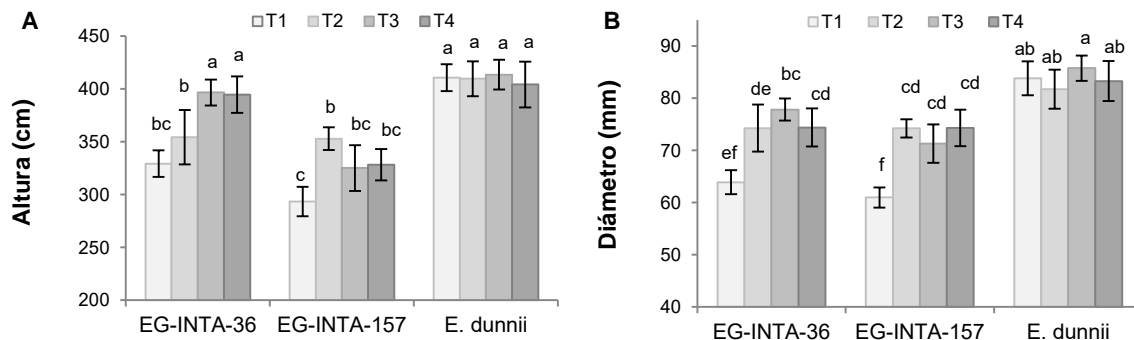 A
T1 T2 T3 T4
Altura (cm)
450
400
350
300
250
200
bc b a a
c b bc bc
a a a a
EG-INTA-36 EG-INTA-157 E. dunnii
B
T1 T2 T3 T4
Diámetro (mm)
90
80
70
60
50
40
ef de bc cd
f cd cd cd
ab ab a ab
EG-INTA-36 EG-INTA-157 E. dunnii